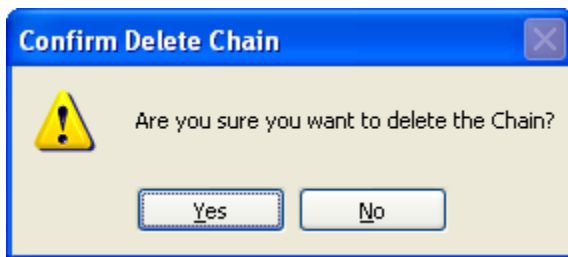 Confirm Delete Chain
Are you sure you want to delete the Chain?
Yes No